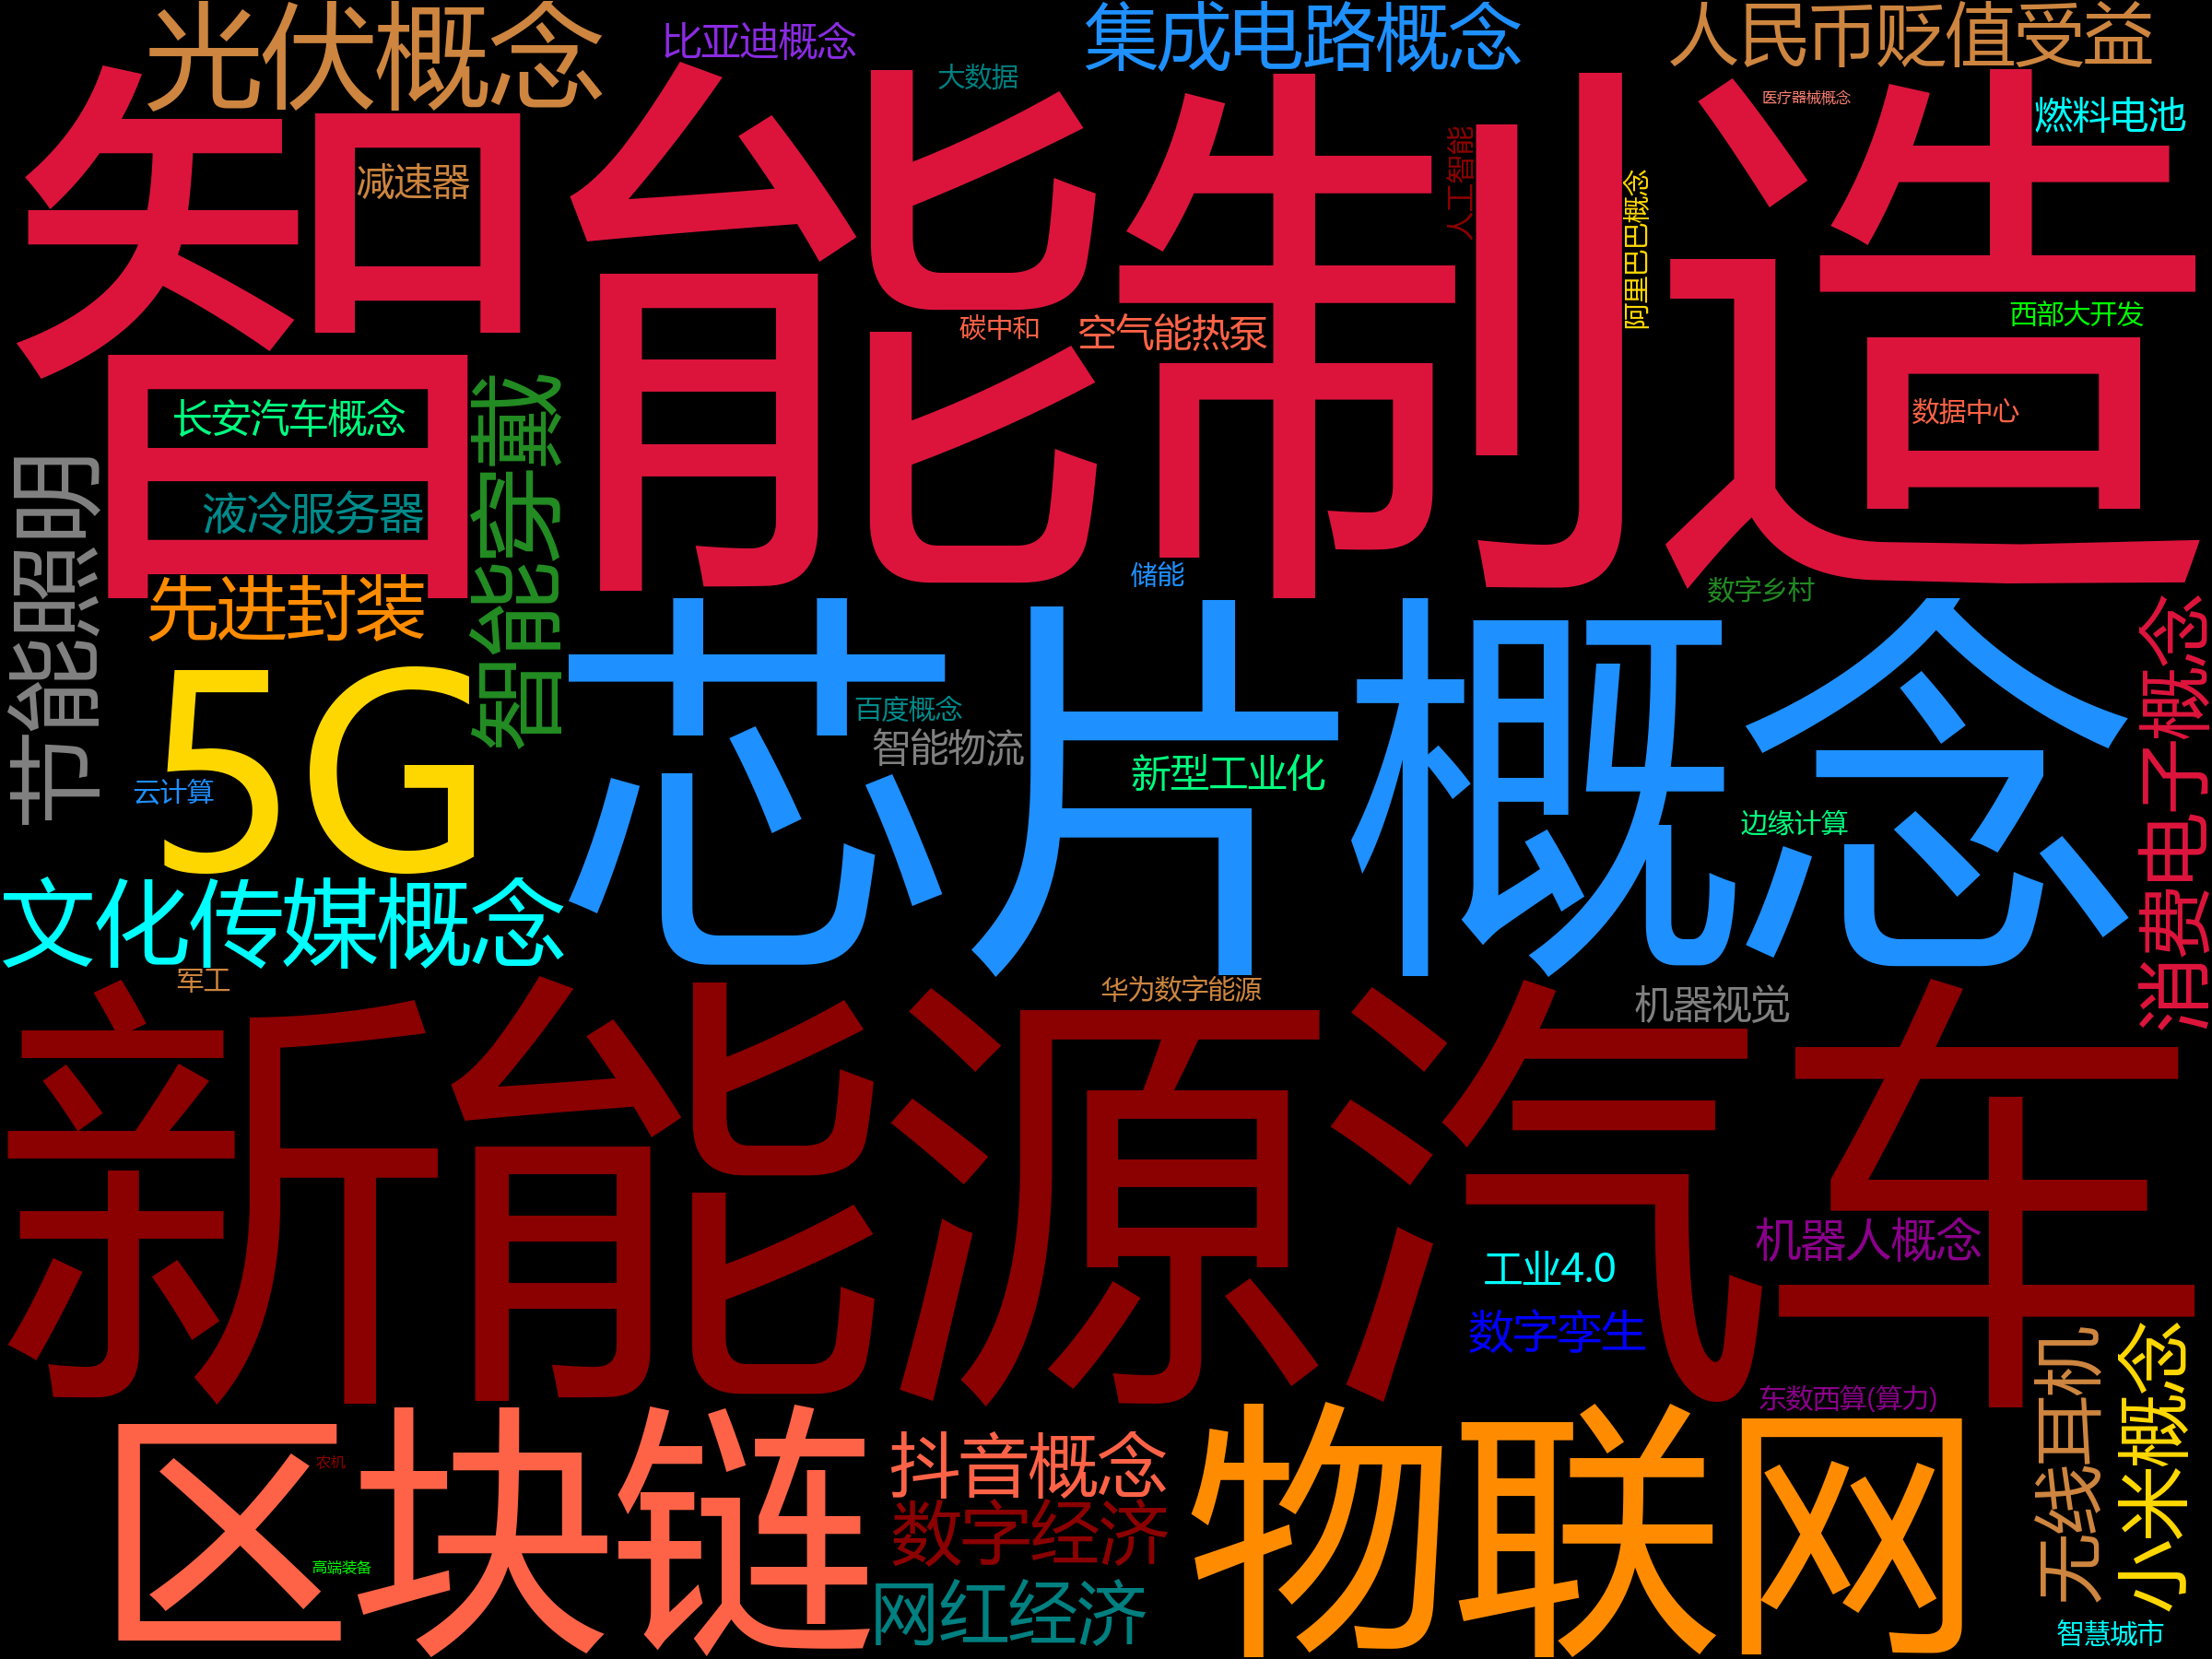 光伏概念
比亚迪概念
集成电路概念
人民币贬值受益
大数据
医疗器械概念
燃料电池
智能制造
减速器
人工智能
阿里巴巴概念
碳中和
空气能热泵
西部大开发
长安汽车概念
数据中心
液冷服务器
智能穿戴
节能照明
先进封装
储能
数字乡村
芯片概念
5G
百度概念
智能物流
新型工业化
云计算
边缘计算
消费电子概念
文化传媒概念
军工
华为数字能源
机器视觉
新能源汽车
机器人概念
工业4.0
数字孪生
东数西算(算力)
无线耳机
小米概念
区块链
农机
抖音概念
物联网
数字经济
高端装备
网红经济
智慧城市